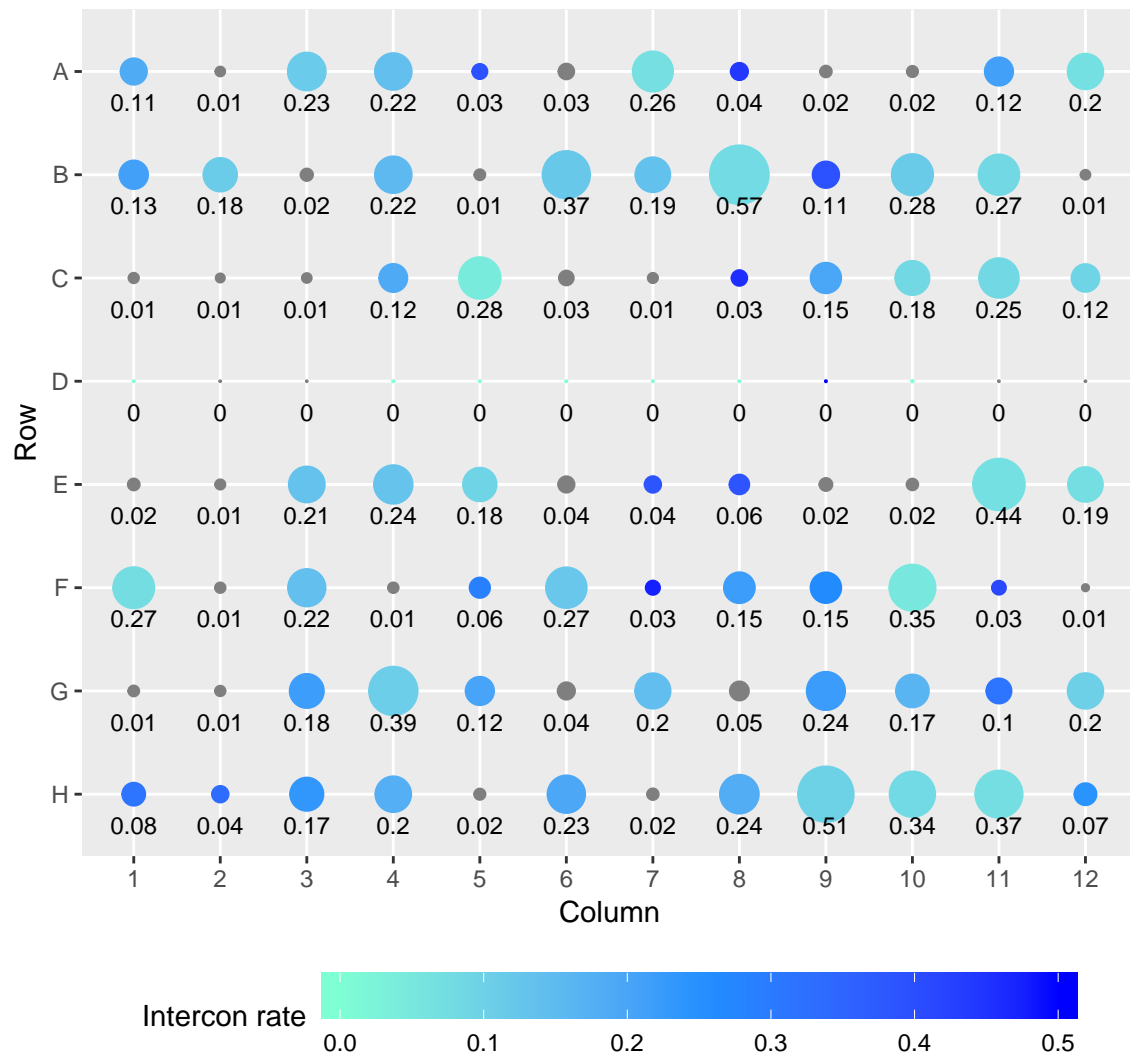 A
0.11 0.01 0.23 0.22 0.03 0.03 0.26 0.04 0.02 0.02 0.12 0.2
B
0.13 0.18 0.02 0.22 0.01 0.37 0.19 0.57 0.11 0.28 0.27 0.01
C
0.01 0.01 0.01 0.12 0.28 0.03 0.01 0.03 0.15 0.18 0.25 0.12
D
0 0 0 0 0 0 0 0 0 0 0 0
Row
E
0.02 0.01 0.21 0.24 0.18 0.04 0.04 0.06 0.02 0.02 0.44 0.19
F
0.27 0.01 0.22 0.01 0.06 0.27 0.03 0.15 0.15 0.35 0.03 0.01
G
0.01 0.01 0.18 0.39 0.12 0.04 0.2 0.05 0.24 0.17 0.1 0.2
H
0.08 0.04 0.17 0.2 0.02 0.23 0.02 0.24 0.51 0.34 0.37 0.07
1 2 3 4 5 6 7 8 9 10 11 12
Column
Intercon rate
0.0 0.1 0.2 0.3 0.4 0.5